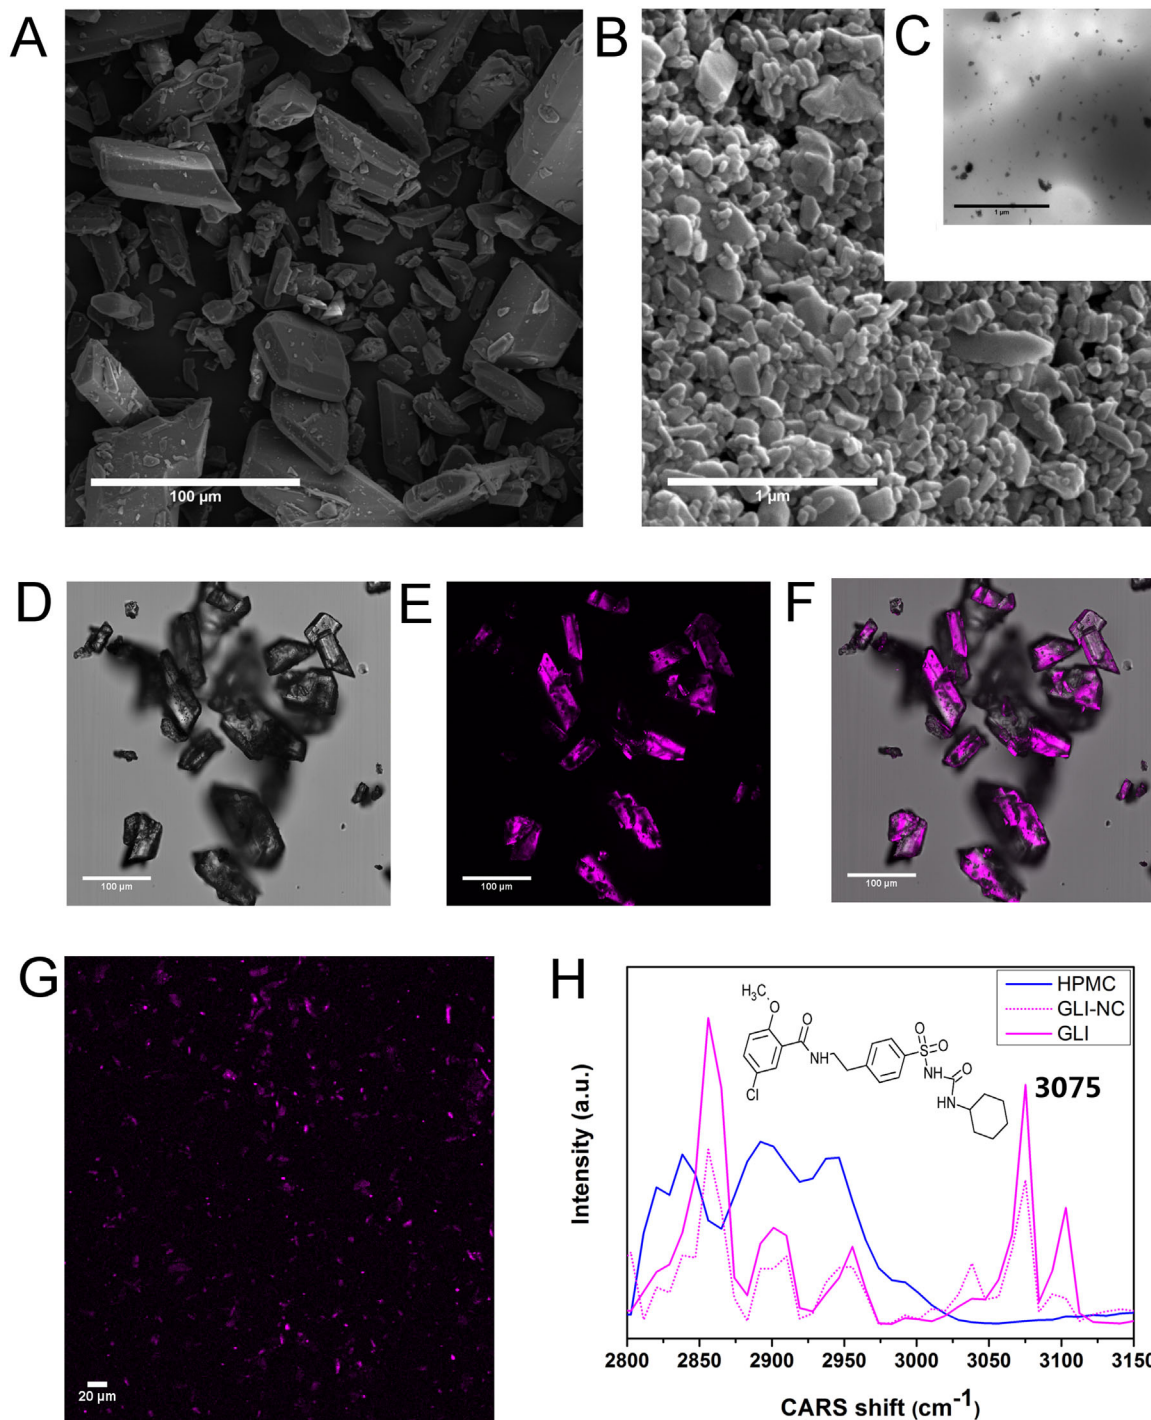 A
100 µm
B
1 µm
C
1 µm
D
100 µm
E
100 µm
F
100 µm
G
20 µm
H
HPMC
GLI-NC
GLI
H₃C
O
O
NH
Cl
O
S
O
NH
O
HN
3075
Intensity (a.u.)
2800 2850 2900 2950 3000 3050 3100 3150
CARS shift (cm⁻¹)